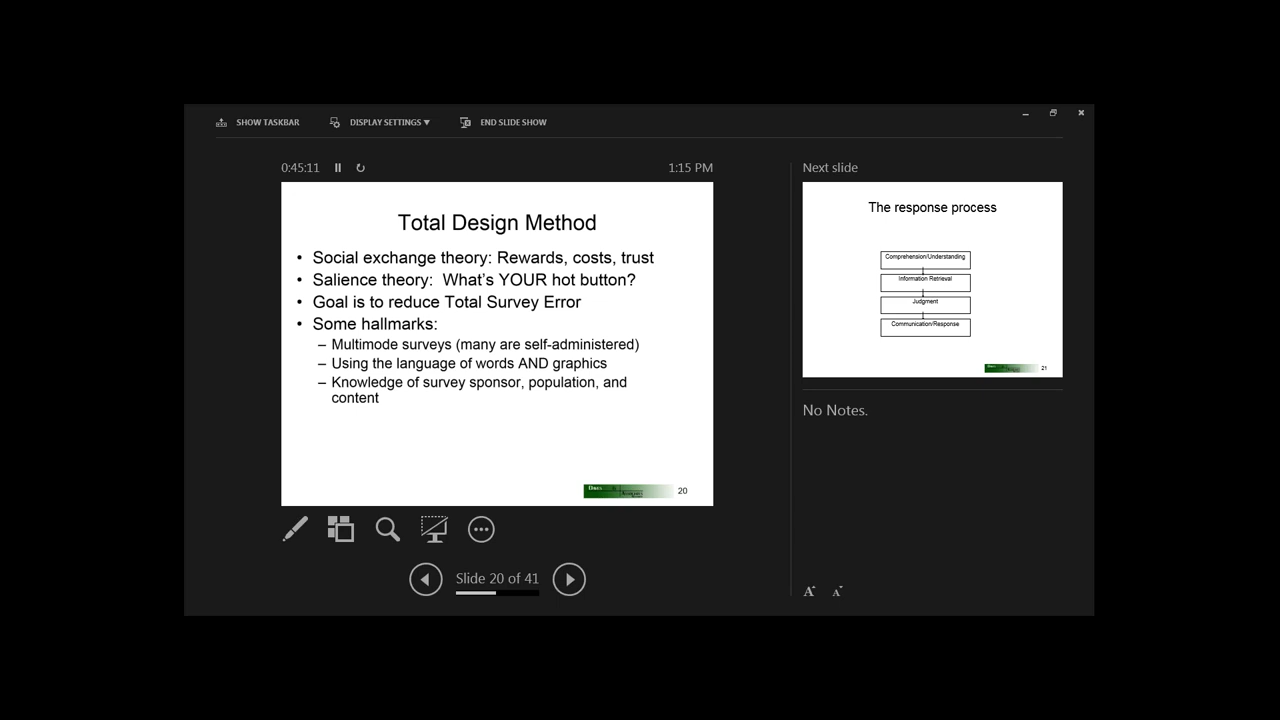 SHOW TASKBAR
DISPLAY SETTINGS ▼
END SLIDE SHOW
0:45:11
1:15 PM
Total Design Method
• Social exchange theory: Rewards, costs, trust
• Salience theory: What's YOUR hot button?
• Goal is to reduce Total Survey Error
• Some hallmarks:
– Multimode surveys (many are self-administered)
– Using the language of words AND graphics
– Knowledge of survey sponsor, population, and
content
20
Slide 20 of 41
Next slide
The response process
Comprehension/Understanding
Information Retrieval
Judgment
Communication/Response
21
No Notes.
A
A